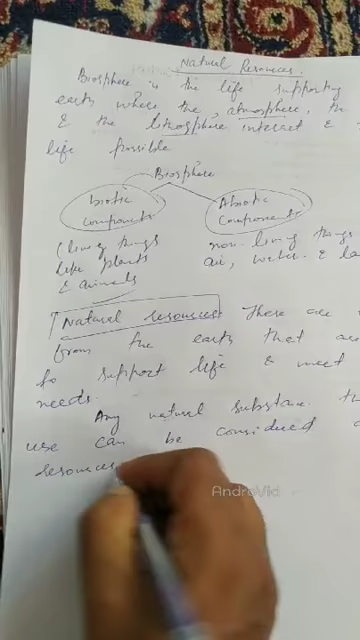 Natural Resources
Biosphere is the life supporting
earth where the atmosphere, the
& the lithosphere interact &
life possible
Biosphere
biotic
components
Abiotic
components
(living things
like plants
& animals
non-living things
air, water & la
Natural resources: These are
from the earth that are
to support life & meet
needs.
Any natural substance th
use can be considered a
resources
AndroVid